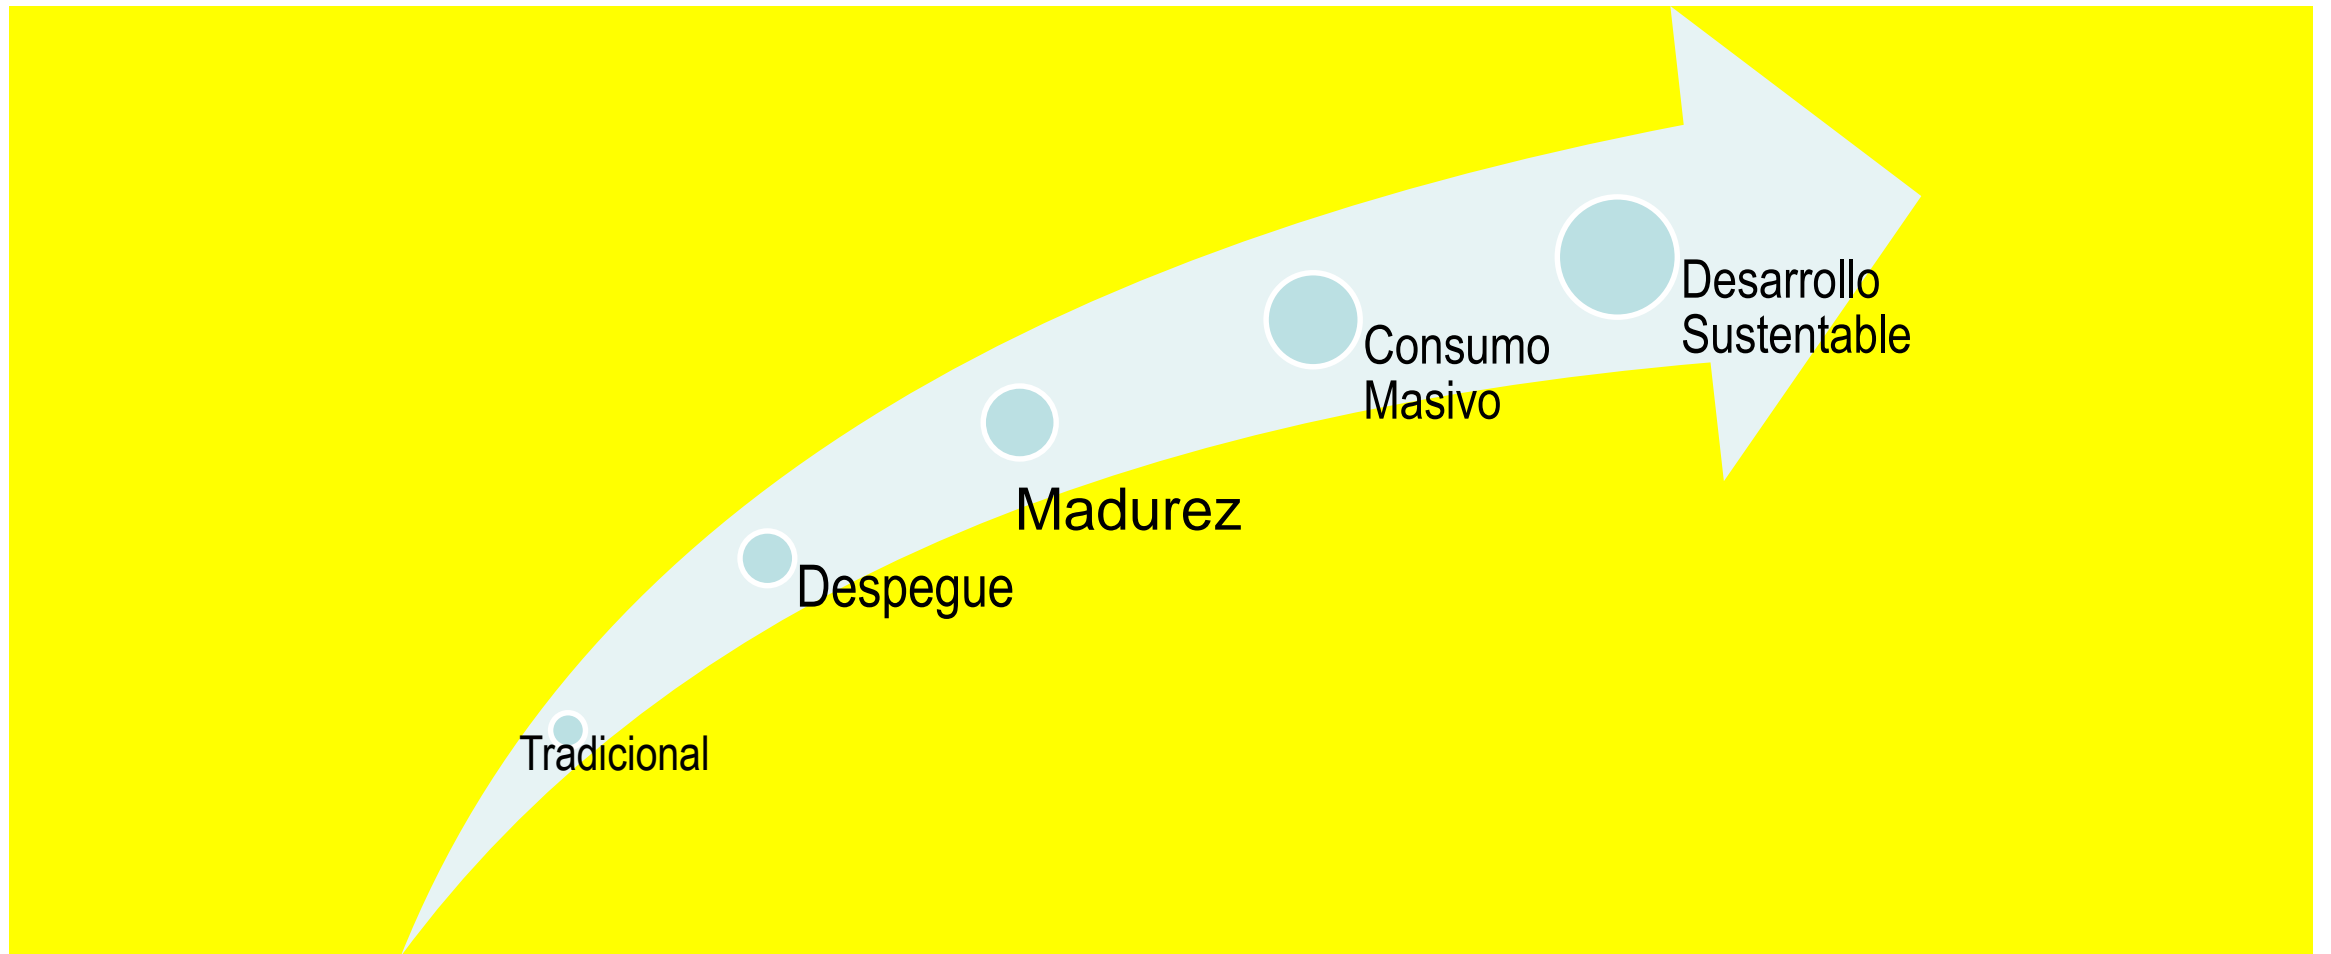 Tradicional
Despegue
Madurez
Consumo
Masivo
Desarrollo
Sustentable